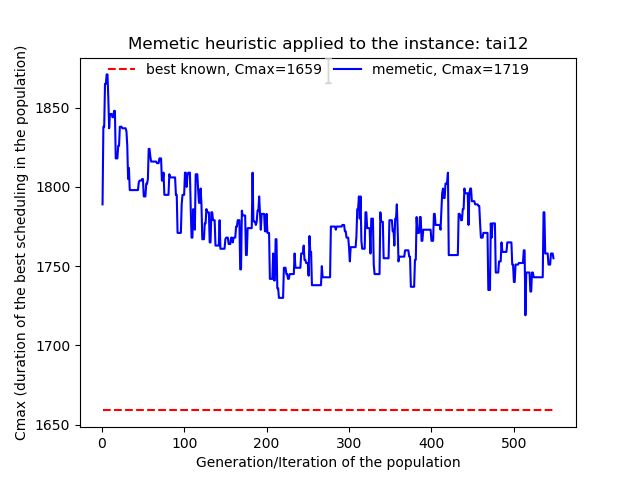 Memetic heuristic applied to the instance: tai12
best known, Cmax=1659 memetic, Cmax=1719
Cmax (duration of the best scheduling in the population)
1850
1800
1750
1700
1650
0 100 200 300 400 500
Generation/Iteration of the population